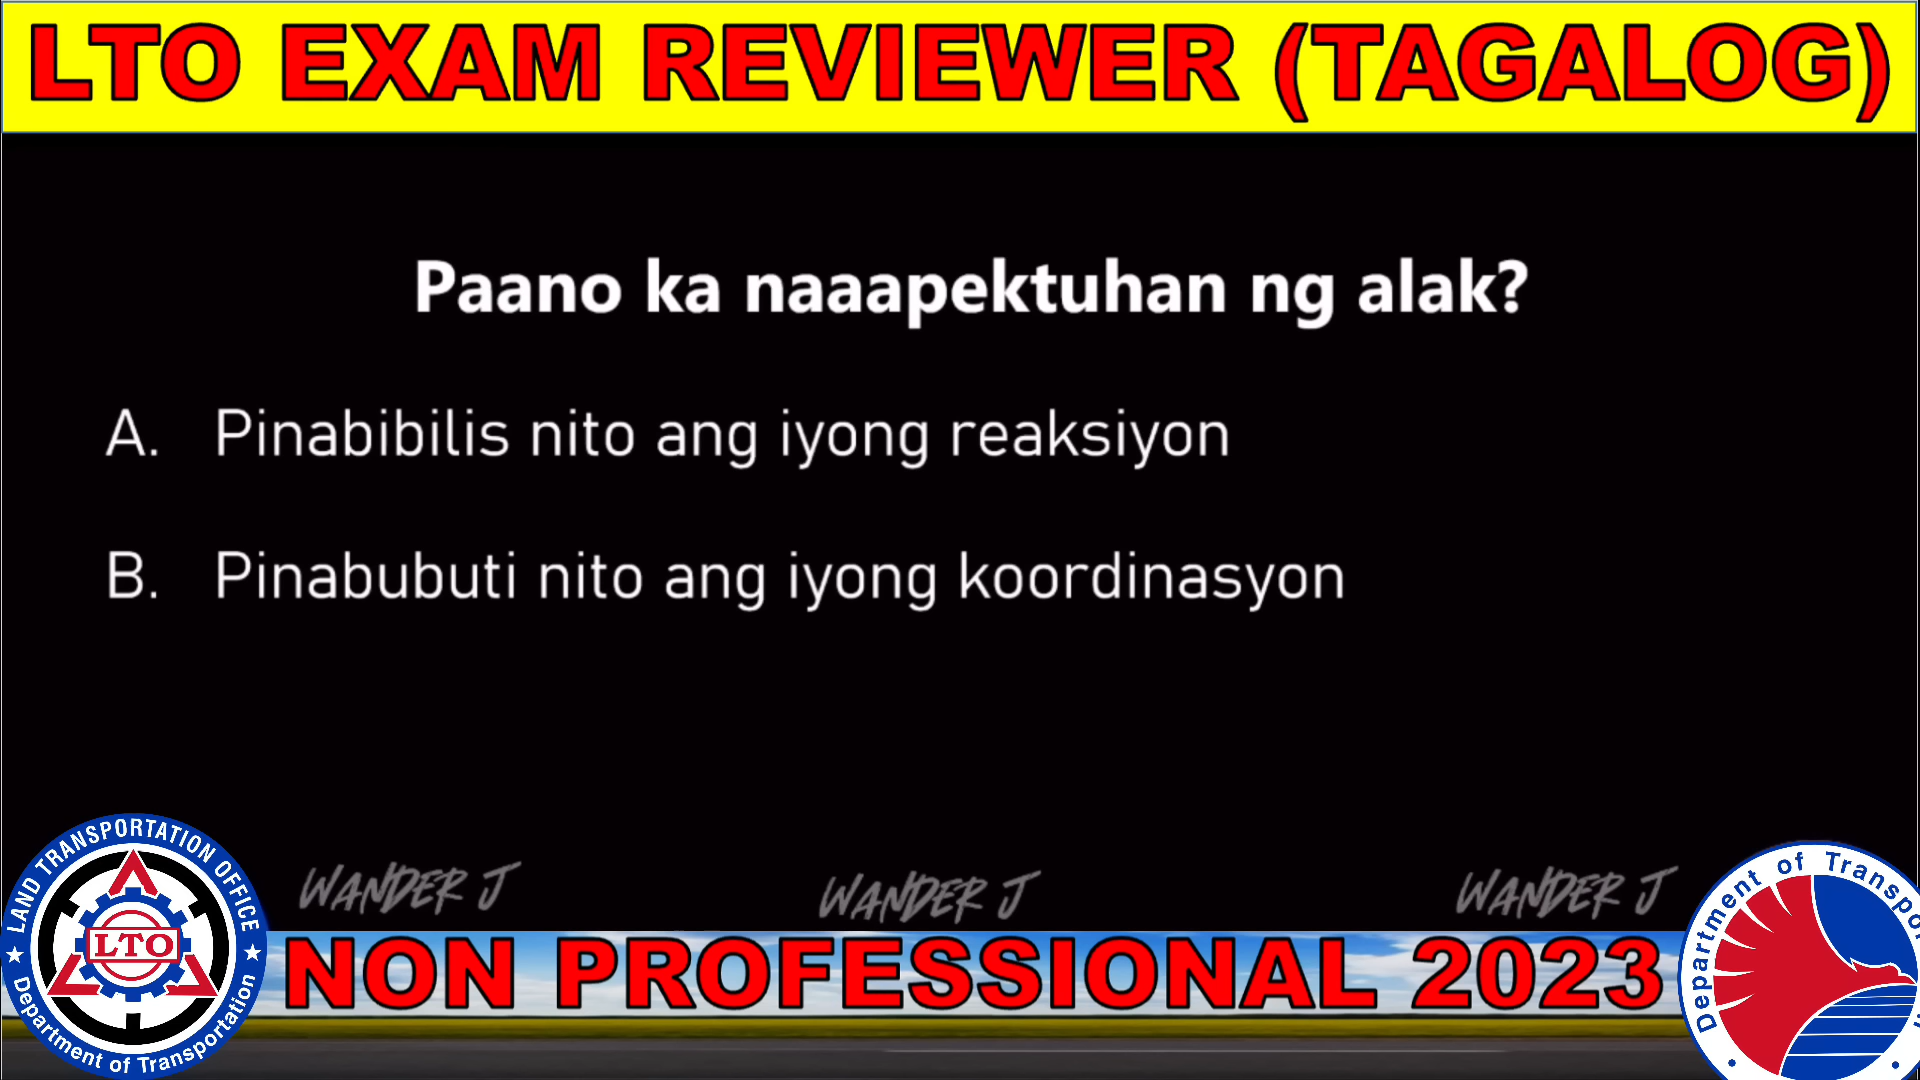 LTO EXAM REVIEWER (TAGALOG)
Paano ka naaapektuhan ng alak?
A. Pinabibilis nito ang iyong reaksiyon
B. Pinabubuti nito ang iyong koordinasyon
WANDER J WANDER J WANDER J
LAND TRANSPORTATION OFFICE
LTO
Department of Transportation
NON PROFESSIONAL 2023
Department of